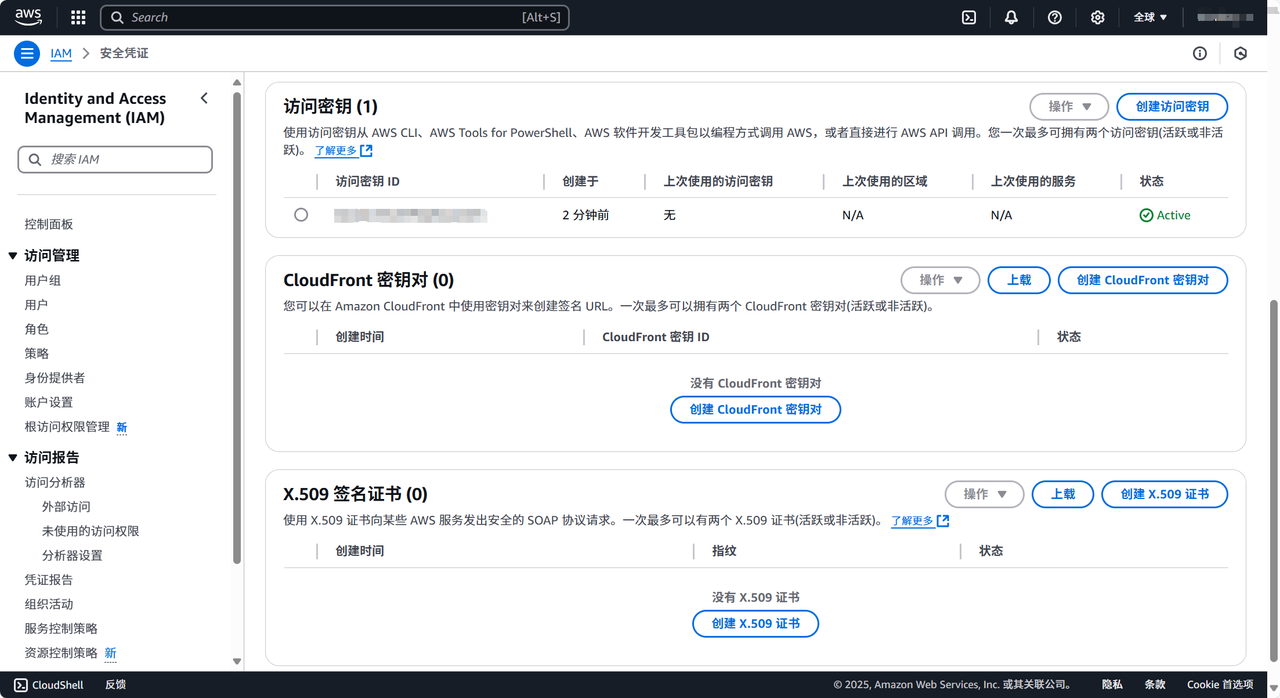 aws
Search
[Alt+S]
全球
IAM
安全凭证
Identity and Access
Management (IAM)
搜索 IAM
控制面板
访问管理
用户组
用户
角色
策略
身份提供者
账户设置
根访问权限管理 新
访问报告
访问分析器
外部访问
未使用的访问权限
分析器设置
凭证报告
组织活动
服务控制策略
资源控制策略 新
访问密钥 (1)
操作
创建访问密钥
使用访问密钥从 AWS CLI、AWS Tools for PowerShell、AWS 软件开发工具包以编程方式调用 AWS，或者直接进行 AWS API 调用。您一次最多可拥有两个访问密钥(活跃或非活
跃)。 了解更多
访问密钥 ID
创建于
上次使用的访问密钥
上次使用的区域
上次使用的服务
状态
2 分钟前
无
N/A
N/A
Active
CloudFront 密钥对 (0)
操作
上载
创建 CloudFront 密钥对
您可以在 Amazon CloudFront 中使用密钥对来创建签名 URL。一次最多可以拥有两个 CloudFront 密钥对(活跃或非活跃)。
创建时间
CloudFront 密钥 ID
状态
没有 CloudFront 密钥对
创建 CloudFront 密钥对
X.509 签名证书 (0)
操作
上载
创建 X.509 证书
使用 X.509 证书向某些 AWS 服务发出安全的 SOAP 协议请求。一次最多可以有两个 X.509 证书(活跃或非活跃)。 了解更多
创建时间
指纹
状态
没有 X.509 证书
创建 X.509 证书
CloudShell
反馈
© 2025, Amazon Web Services, Inc. 或其关联公司。
隐私
条款
Cookie 首选项